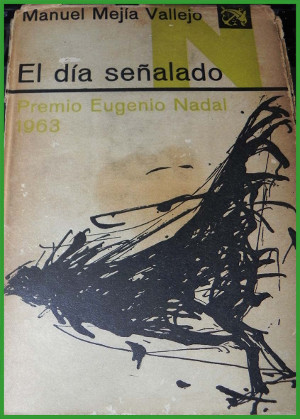 Manuel Mejía Vallejo
N
El día señalado
Premio Eugenio Nadal
1963